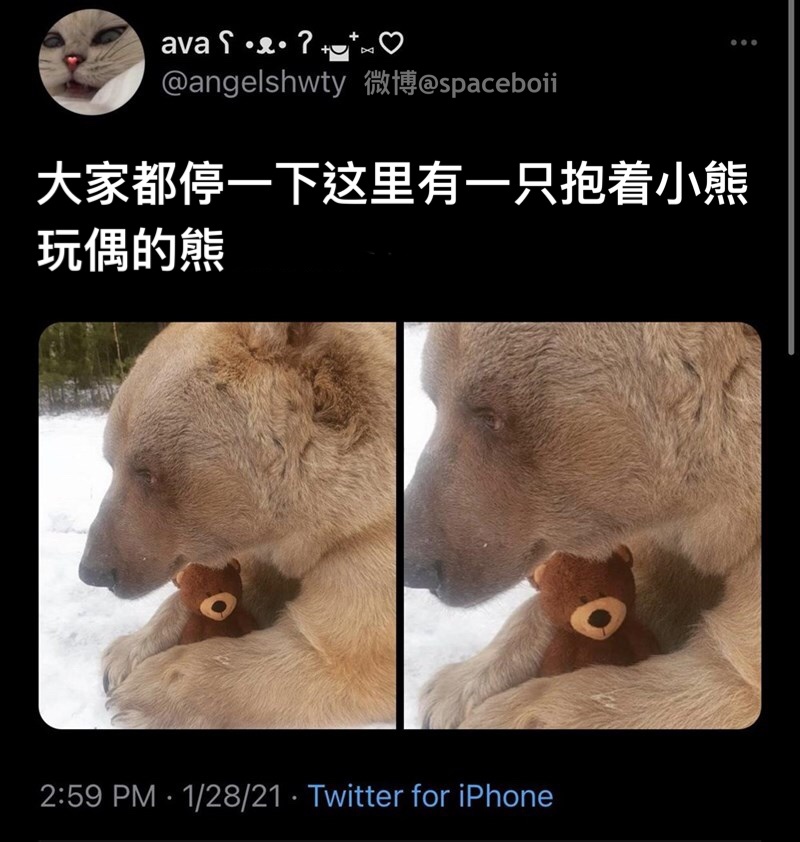 ava ʕ •ᴥ• ʔ ₊◛⁺ ⑅ ♡
@angelshwty 微博@spaceboii
大家都停一下这里有一只抱着小熊
玩偶的熊
2:59 PM · 1/28/21 · Twitter for iPhone